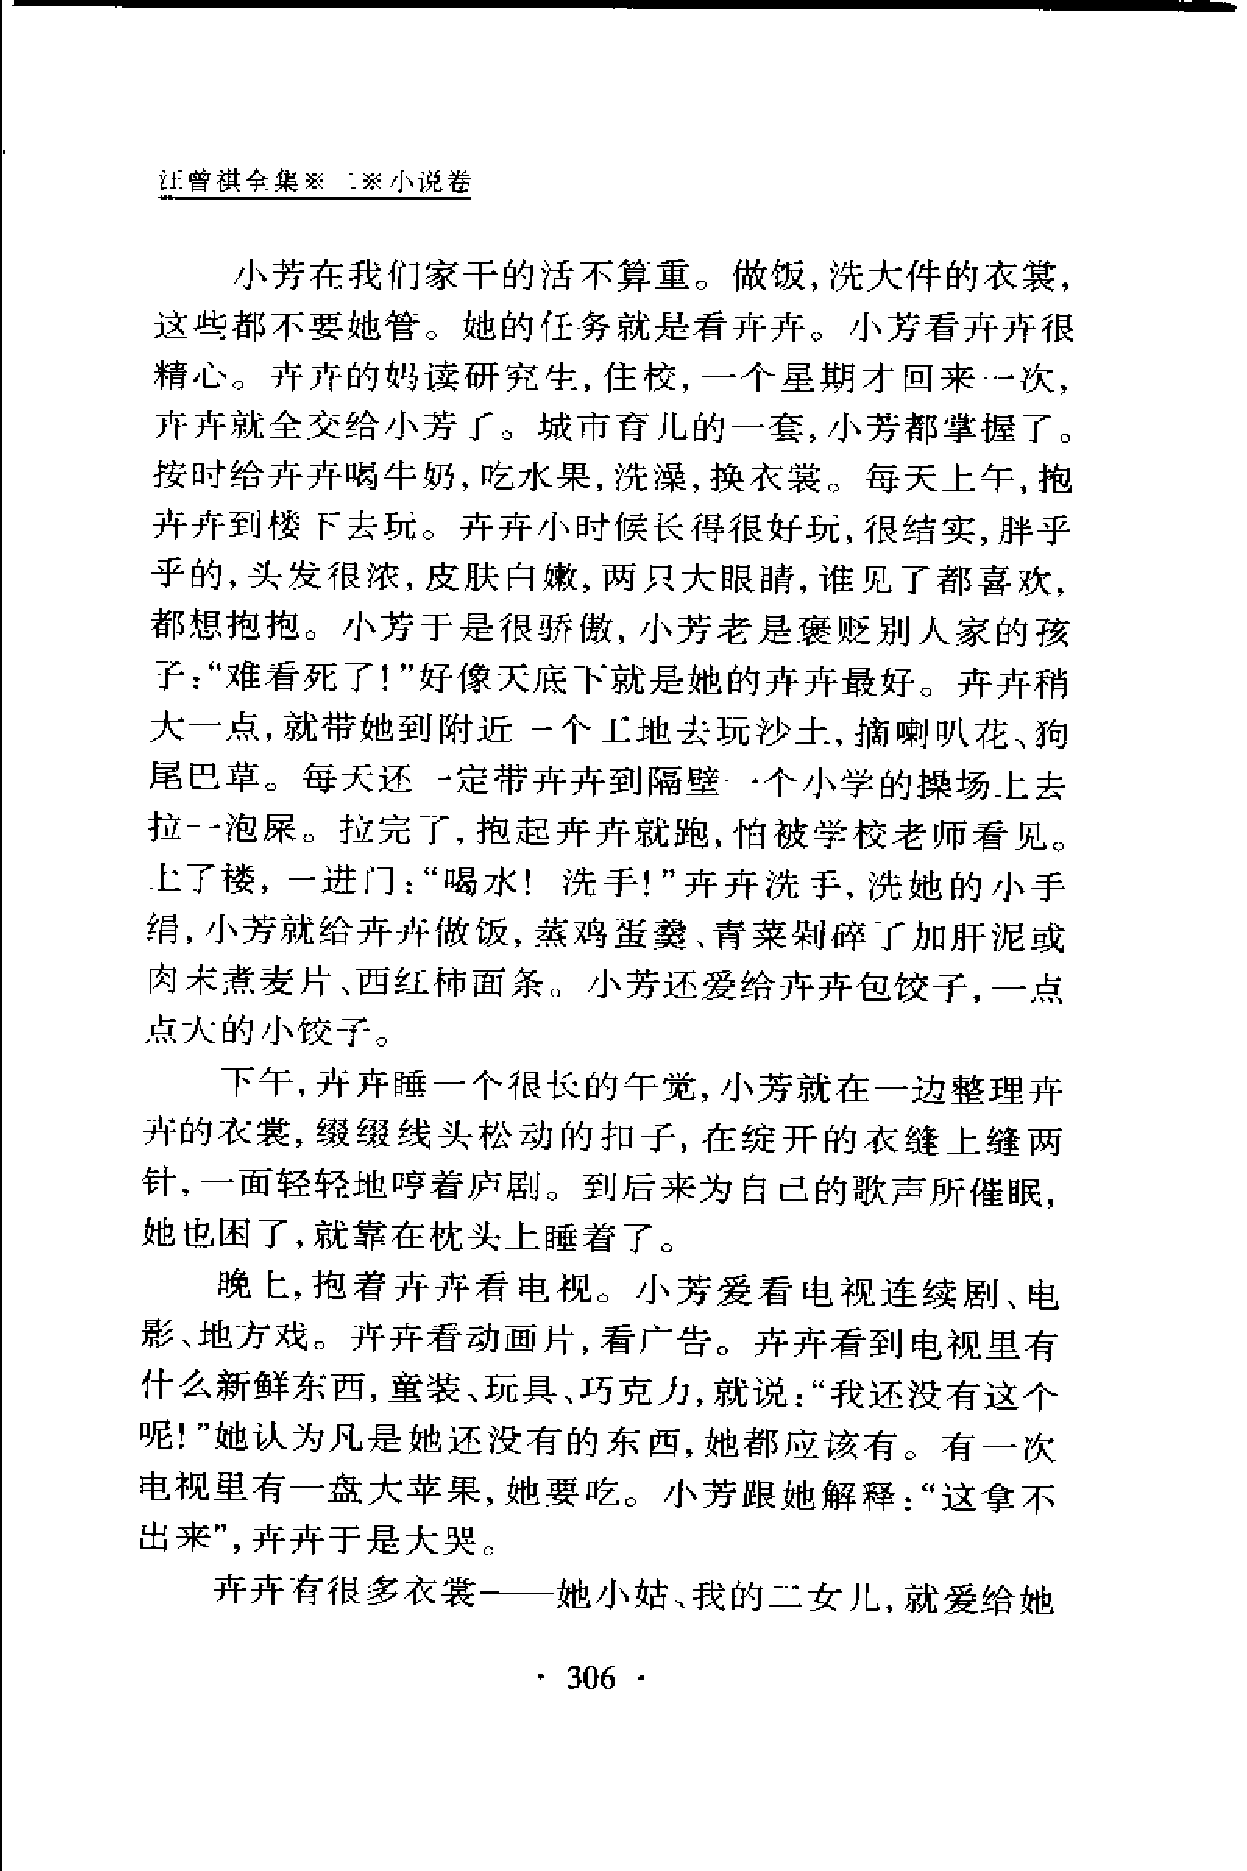 汪曾祺全集※二※小说卷
小芳在我们家干的活不算重。做饭,洗大件的衣裳,
这些都不要她管。她的任务就是看卉卉。小芳看卉卉很
精心。卉卉的妈读研究生,住校,一个星期才回来一次,
卉卉就全交给小芳了。城市育儿的一套,小芳都掌握了。
按时给卉卉喝牛奶,吃水果,洗澡,换衣裳。每天上午,抱
卉卉到楼下去玩。卉卉小时候长得很好玩,很结实,胖乎
乎的,头发很浓,皮肤白嫩,两只大眼睛,谁见了都喜欢,
都想抱抱。小芳于是很骄傲,小芳老是褒贬别人家的孩
子:“难看死了!”好像天底下就是她的卉卉最好。卉卉稍
大一点,就带她到附近一个工地去玩沙土,摘喇叭花、狗
尾巴草。每天还一定带卉卉到隔壁一个小学的操场上去
拉一泡屎。拉完了,抱起卉卉就跑,怕被学校老师看见。
上了楼,一进门:“喝水!洗手!”卉卉洗手,洗她的小手
绢,小芳就给卉卉做饭,蒸鸡蛋羹、青菜剁碎了加肝泥或
肉末煮麦片、西红柿面条。小芳还爱给卉卉包饺子,一点
点大的小饺子。
下午,卉卉睡一个很长的午觉,小芳就在一边整理卉
卉的衣裳,缀缀线头松动的扣子,在绽开的衣缝上缝两
针,一面轻轻地哼着庐剧。到后来为自己的歌声所催眠,
她也困了,就靠在枕头上睡着了。
晚上,抱着卉卉看电视。小芳爱看电视连续剧、电
影、地方戏。卉卉看动画片,看广告。卉卉看到电视里有
什么新鲜东西,童装、玩具、巧克力,就说:“我还没有这个
呢!”她认为凡是她还没有的东西,她都应该有。有一次
电视里有一盘大苹果,她要吃。小芳跟她解释:“这拿不
出来”,卉卉于是大哭。
卉卉有很多衣裳——她小姑、我的二女儿,就爱给她
· 306 ·